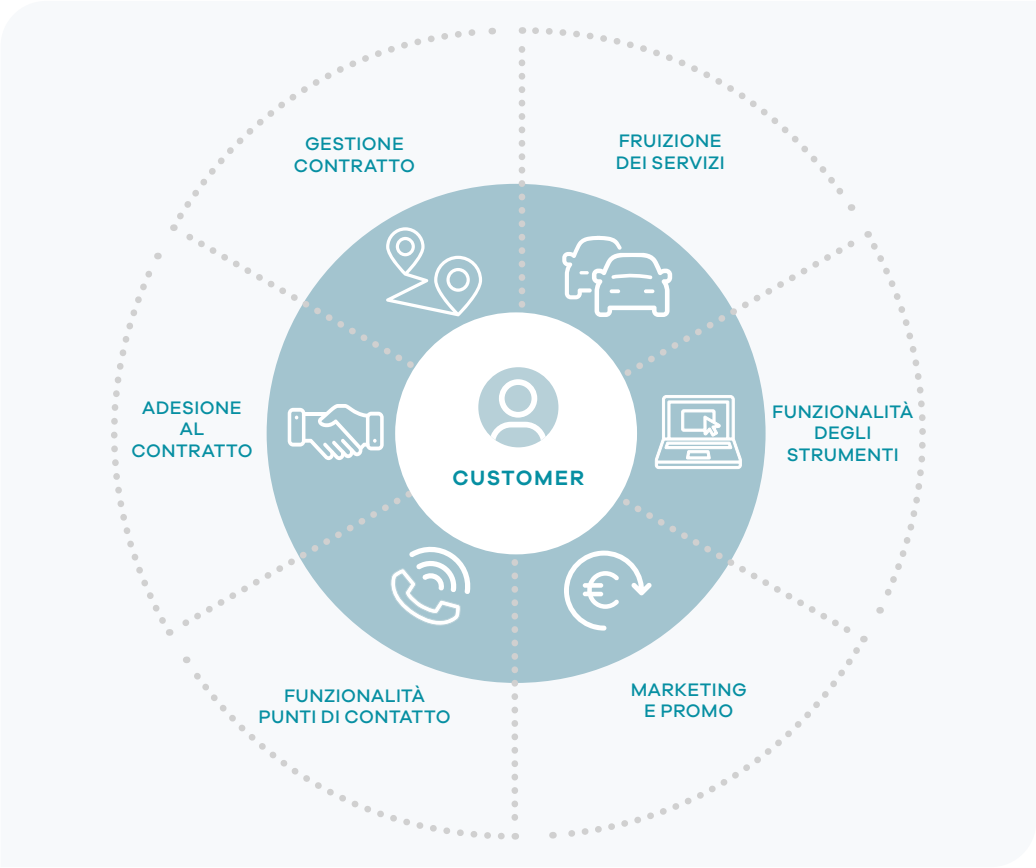 GESTIONE
CONTRATTO
FRUIZIONE
DEI SERVIZI
ADESIONE
AL
CONTRATTO
CUSTOMER
FUNZIONALITÀ
DEGLI
STRUMENTI
FUNZIONALITÀ
PUNTI DI CONTATTO
€
MARKETING
E PROMO